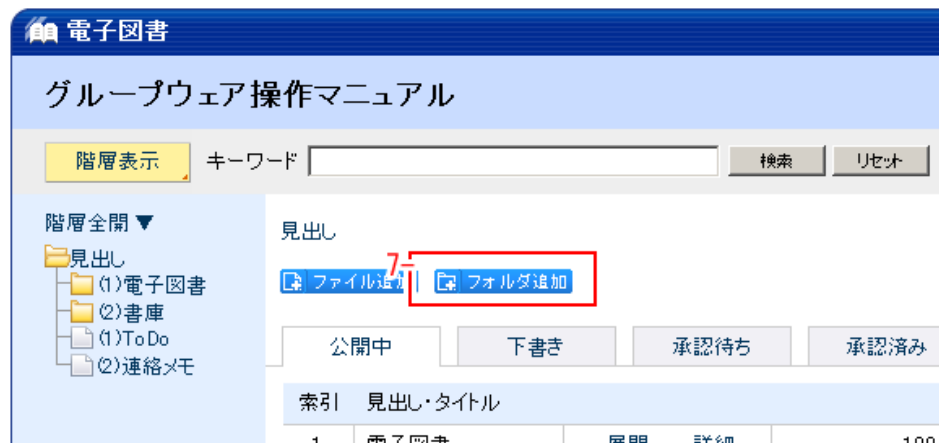 電子図書
グループウェア操作マニュアル
階層表示 キーワード 検索 リセット
階層全開▼
見出し
(1)電子図書
(2)書庫
(1)ToDo
(2)連絡メモ
見出し
7
ファイル追加 フォルダ追加
公開中 下書き 承認待ち 承認済み
索引 見出し・タイトル
1 電子図書 展開 詳細